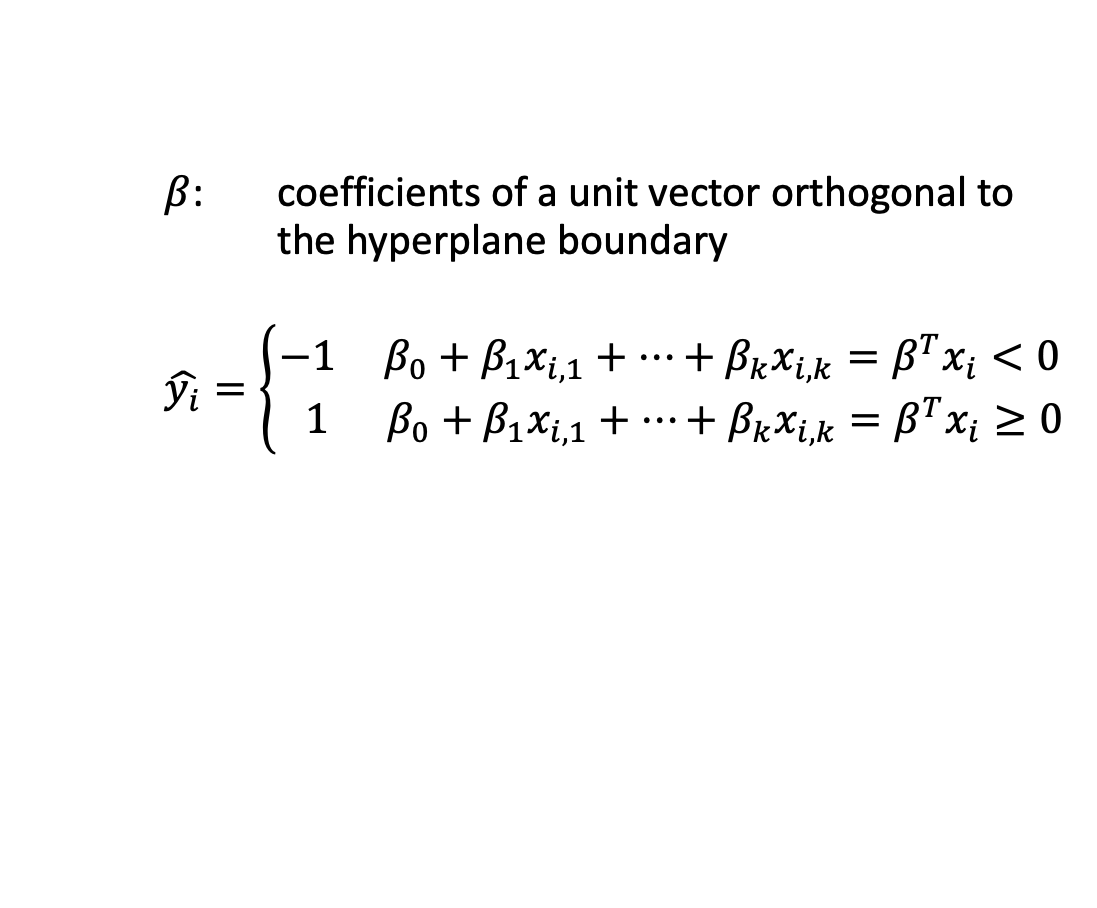 β: coefficients of a unit vector orthogonal to
the hyperplane boundary
ŷᵢ = { −1 β₀ + β₁xᵢ,₁ + ⋯ + βₖxᵢ,ₖ = βᵀxᵢ < 0
1 β₀ + β₁xᵢ,₁ + ⋯ + βₖxᵢ,ₖ = βᵀxᵢ ≥ 0